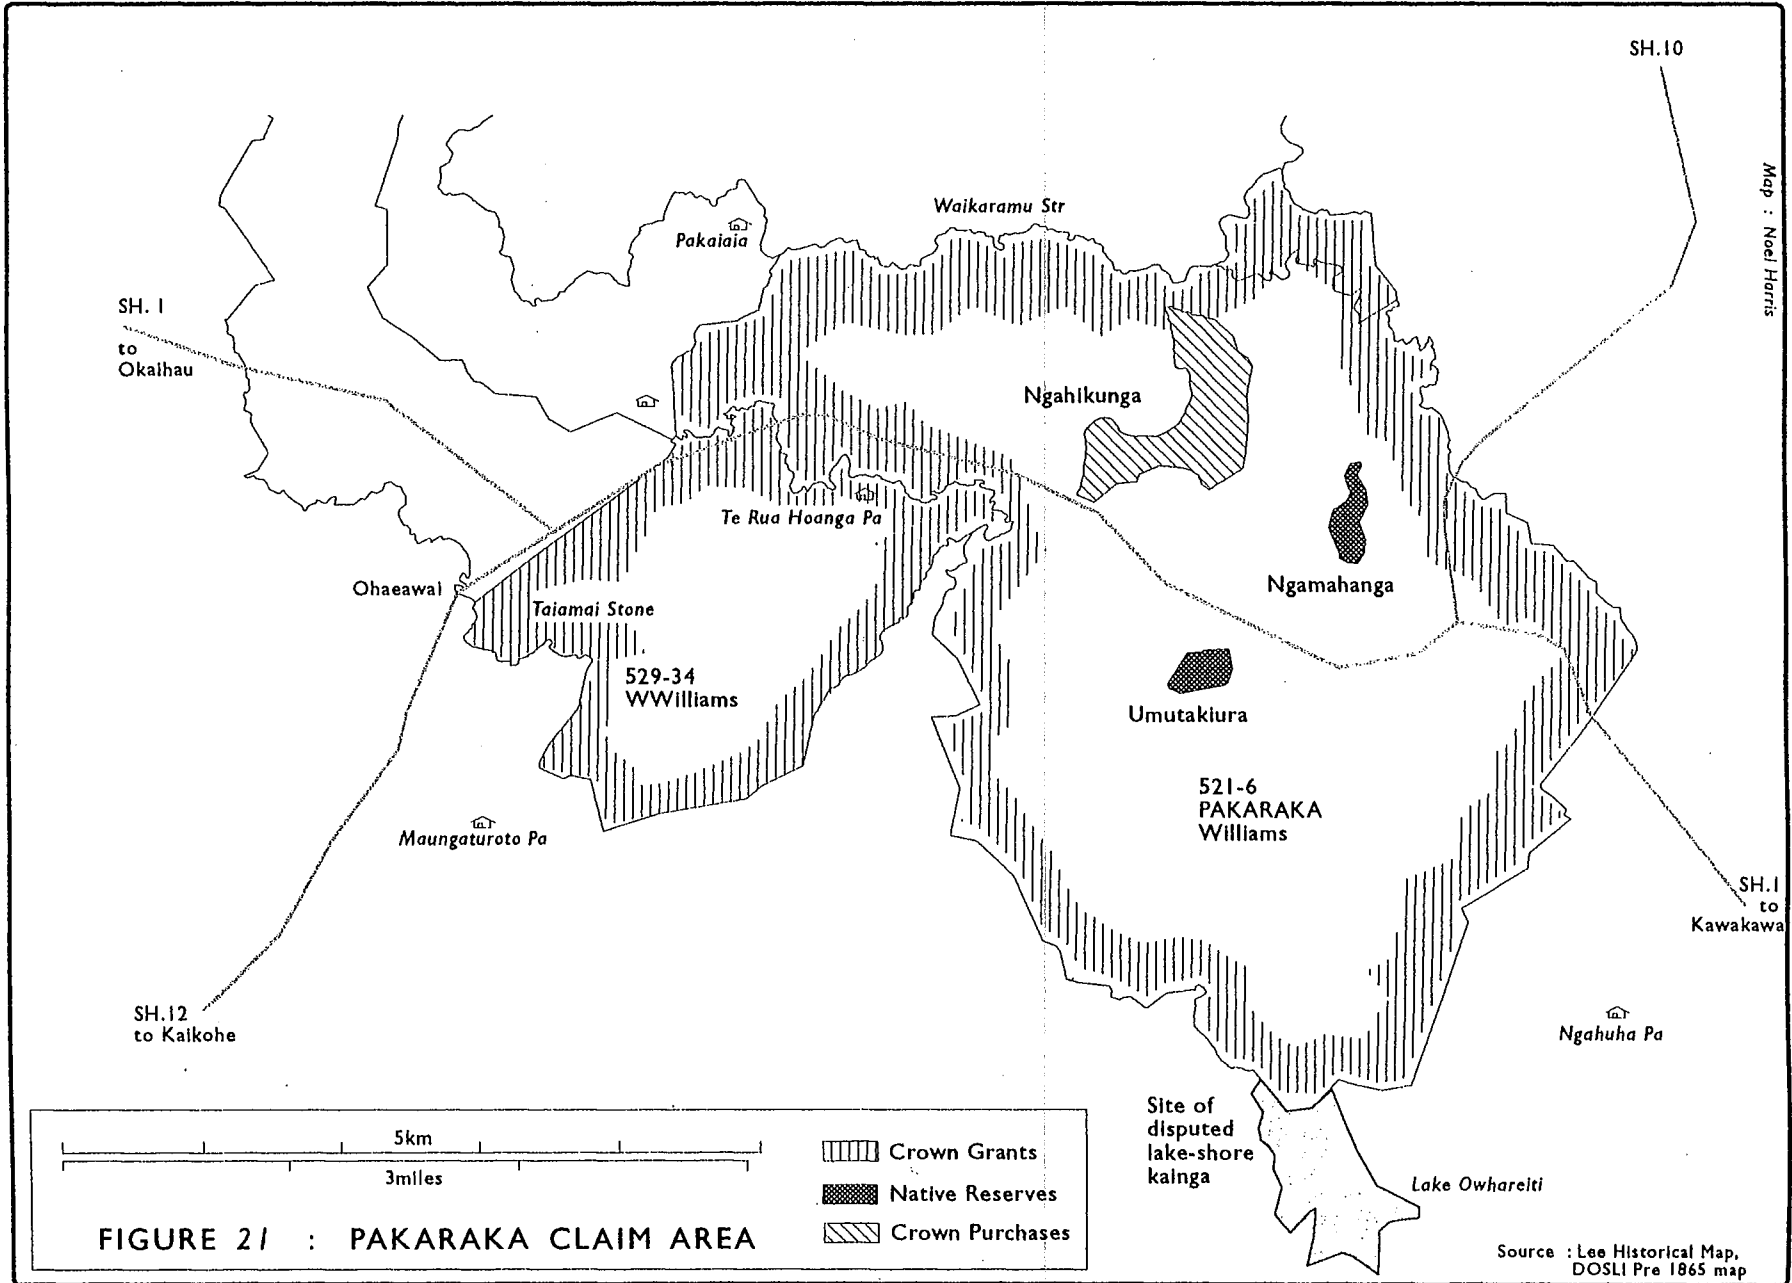 SH.10
Map : Noel Harris
Waikaramu Str
Pakaiaia
SH. 1
to
Okaihau
Ngahikunga
Te Rua Hoanga Pa
Ngamahanga
Ohaeawai
Taiamai Stone
529-34
WWilliams
Umutakiura
521-6
PAKARAKA
Williams
Maungaturoto Pa
SH.1
to
Kawakawa
SH.12
to Kaikohe
Ngahuha Pa
Site of
disputed
lake-shore
kainga
Lake Owhareiti
5km
3miles
Crown Grants
Native Reserves
Crown Purchases
FIGURE 21 : PAKARAKA CLAIM AREA
Source : Lee Historical Map,
DOSLI Pre 1865 map